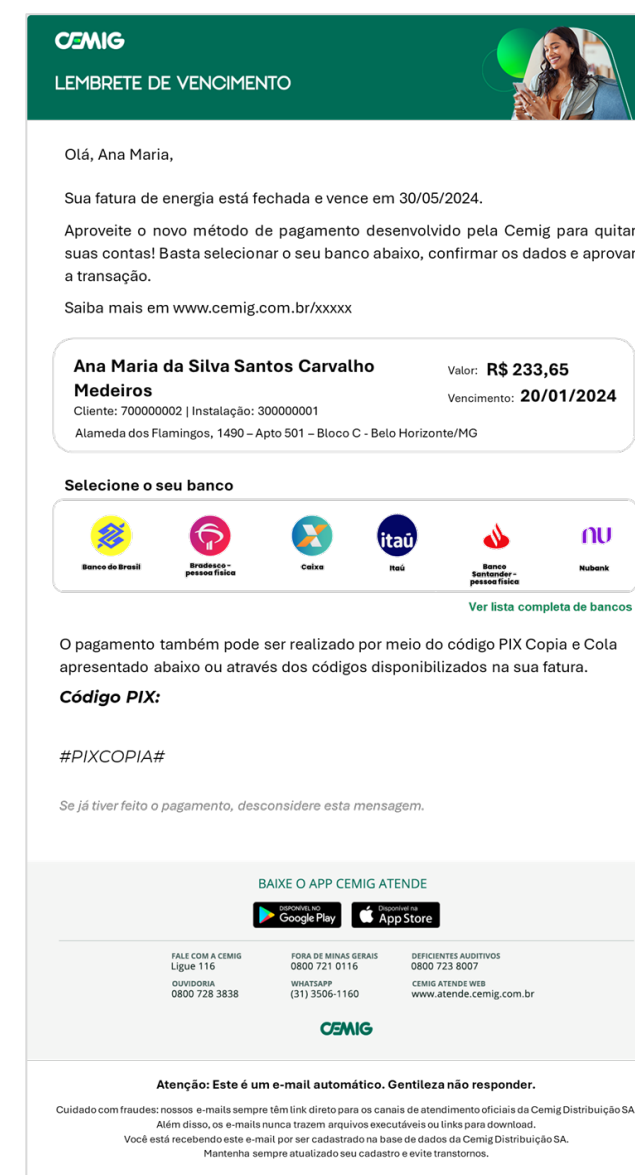 CEMIG
LEMBRETE DE VENCIMENTO
Olá, Ana Maria,
Sua fatura de energia está fechada e vence em 30/05/2024.
Aproveite o novo método de pagamento desenvolvido pela Cemig para quitar
suas contas! Basta selecionar o seu banco abaixo, confirmar os dados e aprovar
a transação.
Saiba mais em www.cemig.com.br/xxxxx
Ana Maria da Silva Santos Carvalho
Medeiros
Valor: R$ 233,65
Vencimento: 20/01/2024
Cliente: 700000002 | Instalação: 300000001
Alameda dos Flamingos, 1490 – Apto 501 – Bloco C - Belo Horizonte/MG
Selecione o seu banco
itaú
nu
Banco do Brasil
Bradesco -
pessoa física
Caixa
Itaú
Banco
Santander -
pessoa física
Nubank
Ver lista completa de bancos
O pagamento também pode ser realizado por meio do código PIX Copia e Cola
apresentado abaixo ou através dos códigos disponibilizados na sua fatura.
Código PIX:
#PIXCOPIA#
Se já tiver feito o pagamento, desconsidere esta mensagem.
BAIXE O APP CEMIG ATENDE
DISPONÍVEL NO
Google Play
Disponível na
App Store
FALE COM A CEMIG
Ligue 116
FORA DE MINAS GERAIS
0800 721 0116
DEFICIENTES AUDITIVOS
0800 723 8007
OUVIDORIA
0800 728 3838
WHATSAPP
(31) 3506-1160
CEMIG ATENDE WEB
www.atende.cemig.com.br
CEMIG
Atenção: Este é um e-mail automático. Gentileza não responder.
Cuidado com fraudes: nossos e-mails sempre têm link direto para os canais de atendimento oficiais da Cemig Distribuição SA
Além disso, os e-mails nunca trazem arquivos executáveis ou links para download.
Você está recebendo este e-mail por ser cadastrado na base de dados da Cemig Distribuição SA.
Mantenha sempre atualizado seu cadastro e evite transtornos.